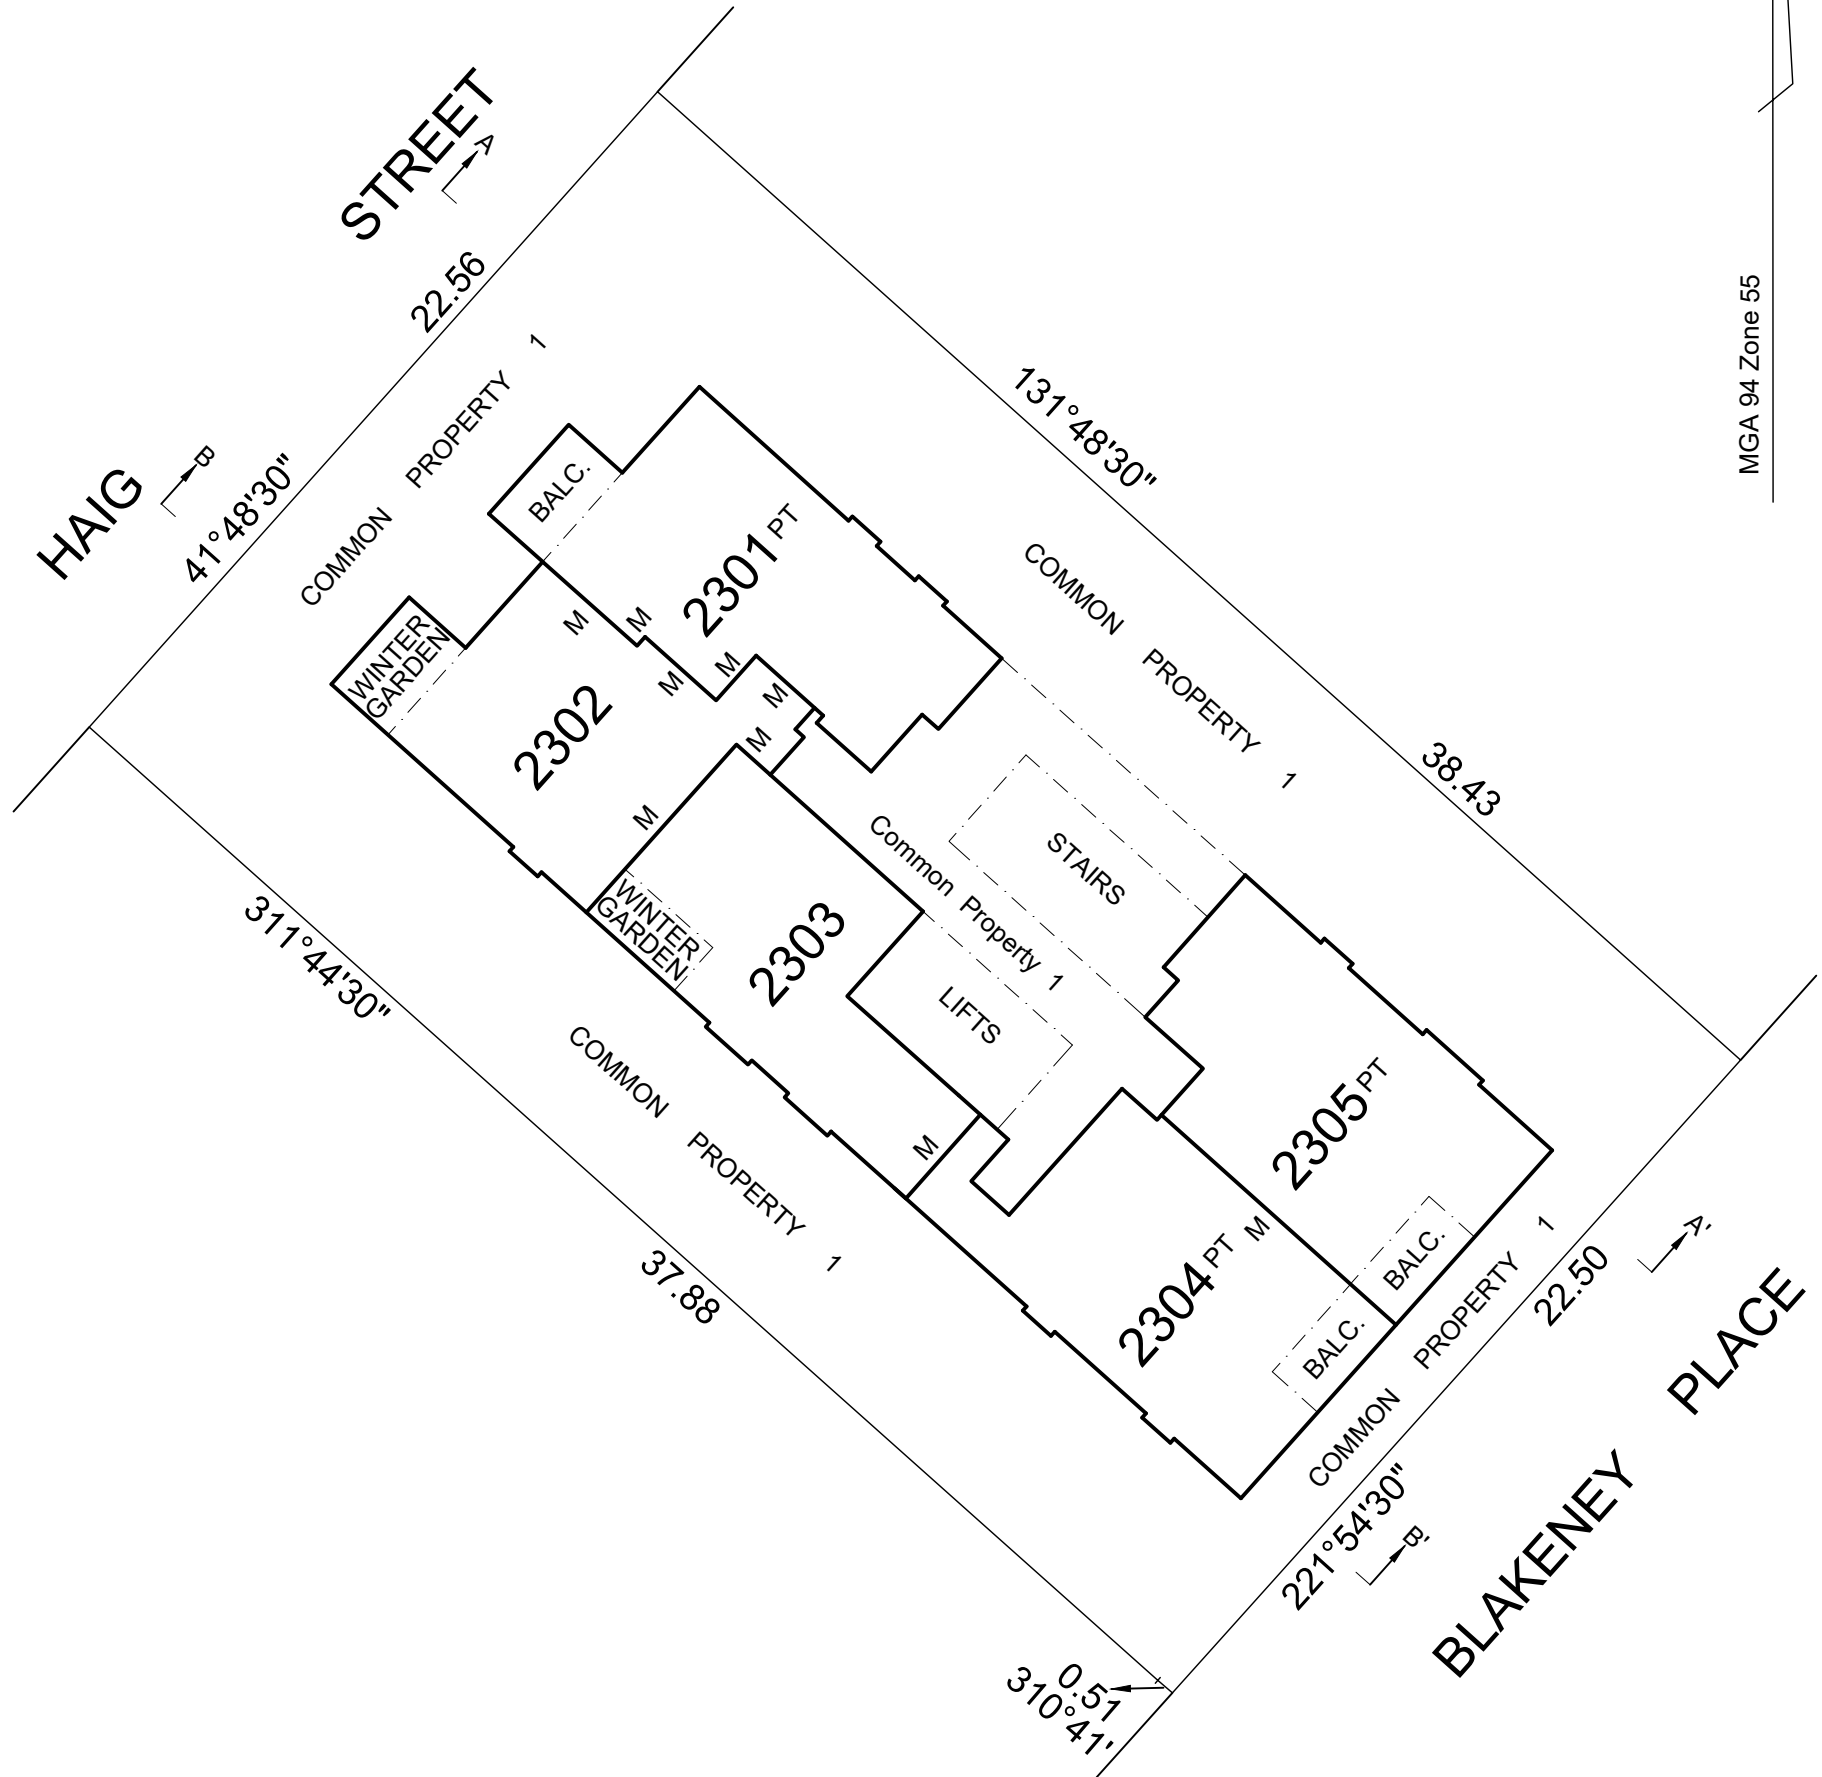 HAIG STREET
A
B
22.56
41°48'30"
MGA 94 Zone 55
131°48'30"
38.43
COMMON PROPERTY 1
BALC.
2301 PT
COMMON PROPERTY 1
M
M
M
M
M
M
M
WINTER
GARDEN
2302
STAIRS
Common Property 1
WINTER
GARDEN
2303
LIFTS
M
311°44'30"
37.88
COMMON PROPERTY 1
2305 PT
M
2304 PT
BALC.
BALC.
COMMON PROPERTY 1
22.50
221°54'30"
A'
B'
BLAKENEY PLACE
0.51
310°41'